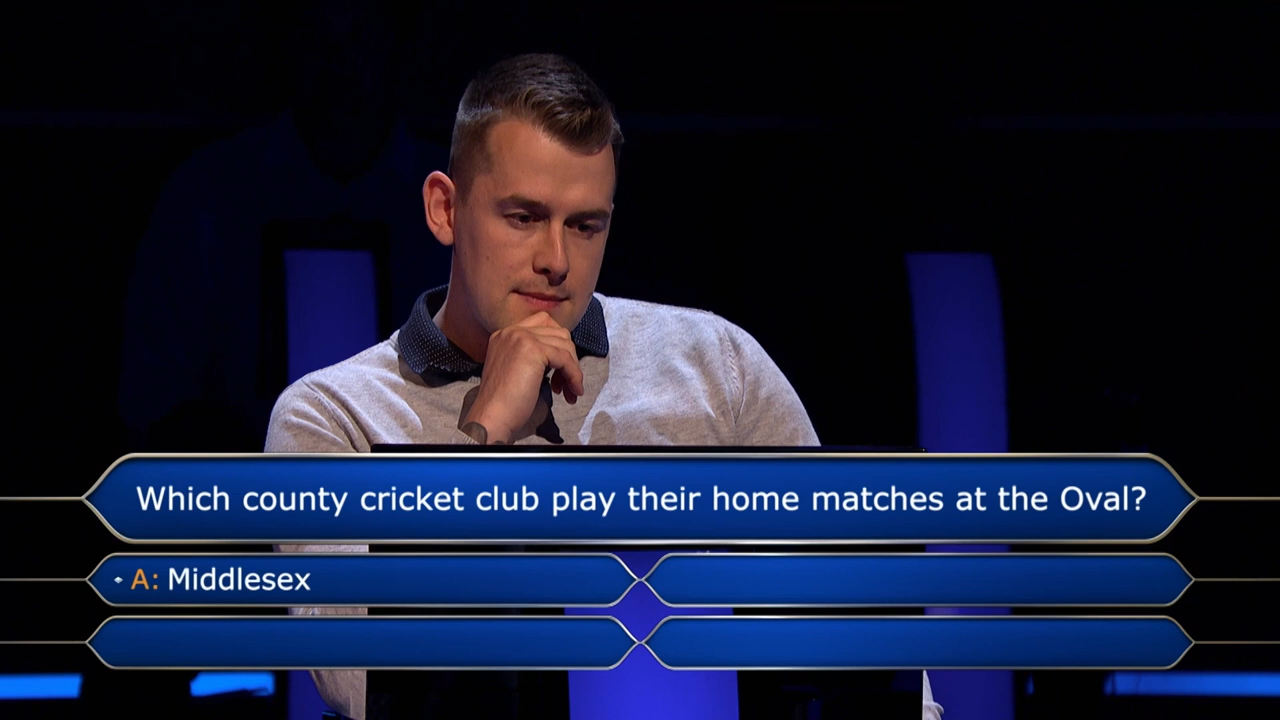 Which county cricket club play their home matches at the Oval?
A: Middlesex